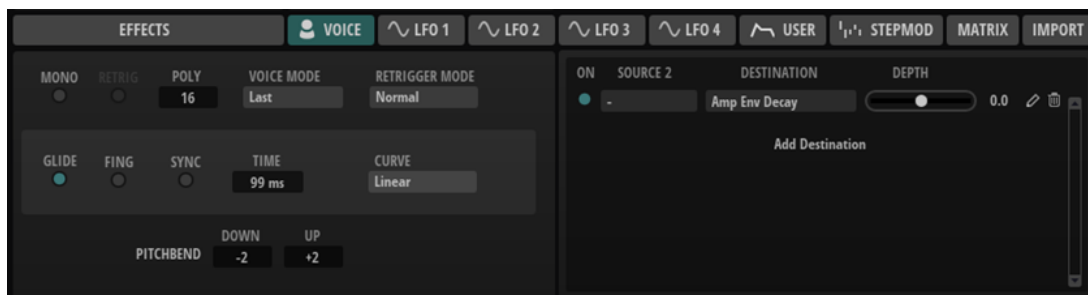 EFFECTS VOICE LFO 1 LFO 2 LFO 3 LFO 4 USER STEPMOD MATRIX IMPORT
MONO RETRIG POLY VOICE MODE RETRIGGER MODE
16 Last Normal
GLIDE FING SYNC TIME CURVE
99 ms Linear
DOWN UP
PITCHBEND -2 +2
ON SOURCE 2 DESTINATION DEPTH
- Amp Env Decay 0.0
Add Destination